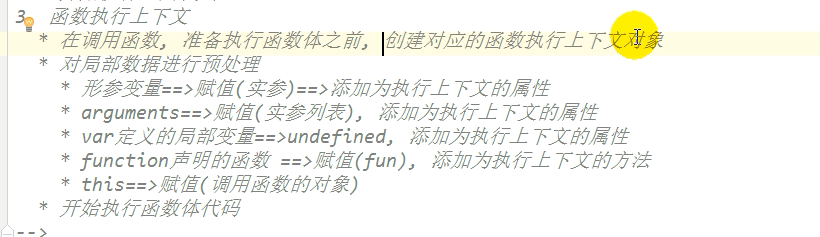 3. 函数执行上下文
* 在调用函数, 准备执行函数体之前, 创建对应的函数执行上下文对象
* 对局部数据进行预处理
* 形参变量==>赋值(实参)==>添加为执行上下文的属性
* arguments==>赋值(实参列表), 添加为执行上下文的属性
* var定义的局部变量==>undefined, 添加为执行上下文的属性
* function声明的函数 ==>赋值(fun), 添加为执行上下文的方法
* this==>赋值(调用函数的对象)
* 开始执行函数体代码
-->